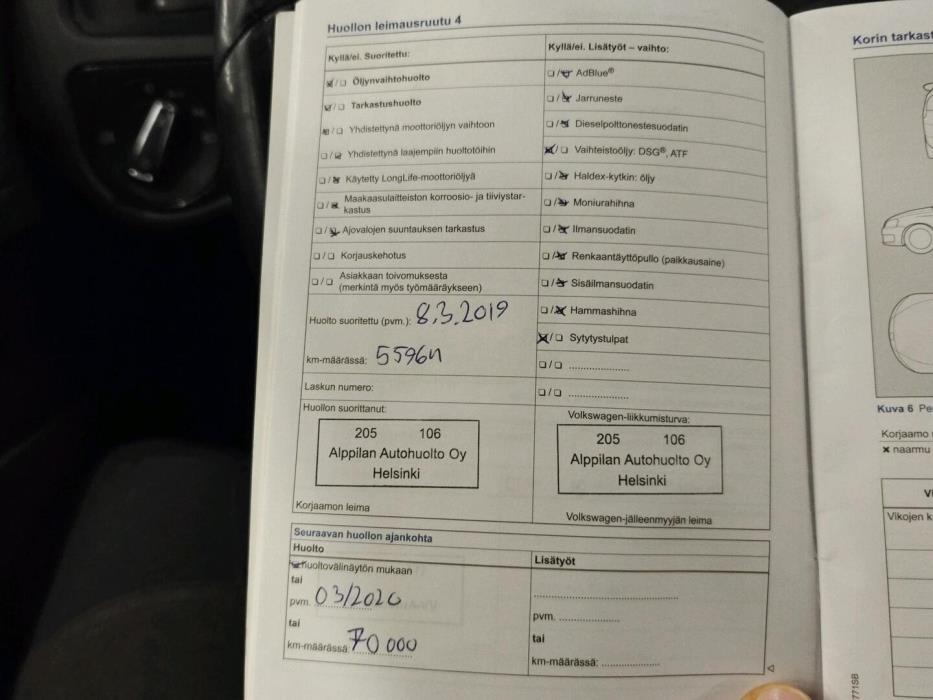 Huollon leimausruutu 4
Kyllä/ei. Suoritettu:
☒/☐ Öljynvaihtohuolto
☒/☐ Tarkastushuolto
☒/☐ Yhdistettynä moottoriöljyn vaihtoon
☐/☒ Yhdistettynä laajempiin huoltotöihin
☐/☒ Käytetty LongLife-moottoriöljyä
☐/☒ Maakaasulaitteiston korroosio- ja tiiviystar-
kastus
☐/☒ Ajovalojen suuntauksen tarkastus
☐/☐ Korjauskehotus
☐/☐ Asiakkaan toivomuksesta
(merkintä myös työmääräykseen)
Huolto suoritettu (pvm.): 8.3.2019
km-määrässä:
Laskun numero:
Huollon suorittanut:
205 106
Alppilan Autohuolto Oy
Helsinki
Korjaamon leima
Kyllä/ei. Lisätyöt – vaihto:
☐/☒ AdBlue®
☐/☒ Jarruneste
☐/☒ Dieselpolttonestesuodatin
☒/☐ Vaihteistoöljy: DSG®, ATF
☐/☒ Haldex-kytkin: öljy
☐/☒ Moniurahihna
☐/☒ Ilmansuodatin
☐/☒ Renkaantäyttöpullo (paikkausaine)
☐/☒ Sisäilmansuodatin
☐/☒ Hammashihna
☒/☐ Sytytystulpat
☐/☐ .....................
☐/☐ .....................
Volkswagen-liikkumisturva:
205 106
Alppilan Autohuolto Oy
Helsinki
Volkswagen-jälleenmyyjän leima
Seuraavan huollon ajankohta
Huolto
☒ huoltovälinäytön mukaan
tai
pvm. 03/2020
tai
km-määrässä: 70 000
Lisätyöt
..................................................
pvm. .....................
tai
km-määrässä: ....................
Korin tarkast
Kuva 6 Pe
Korjaamo
✖ naarmu
Vi
Vikojen k
771SB